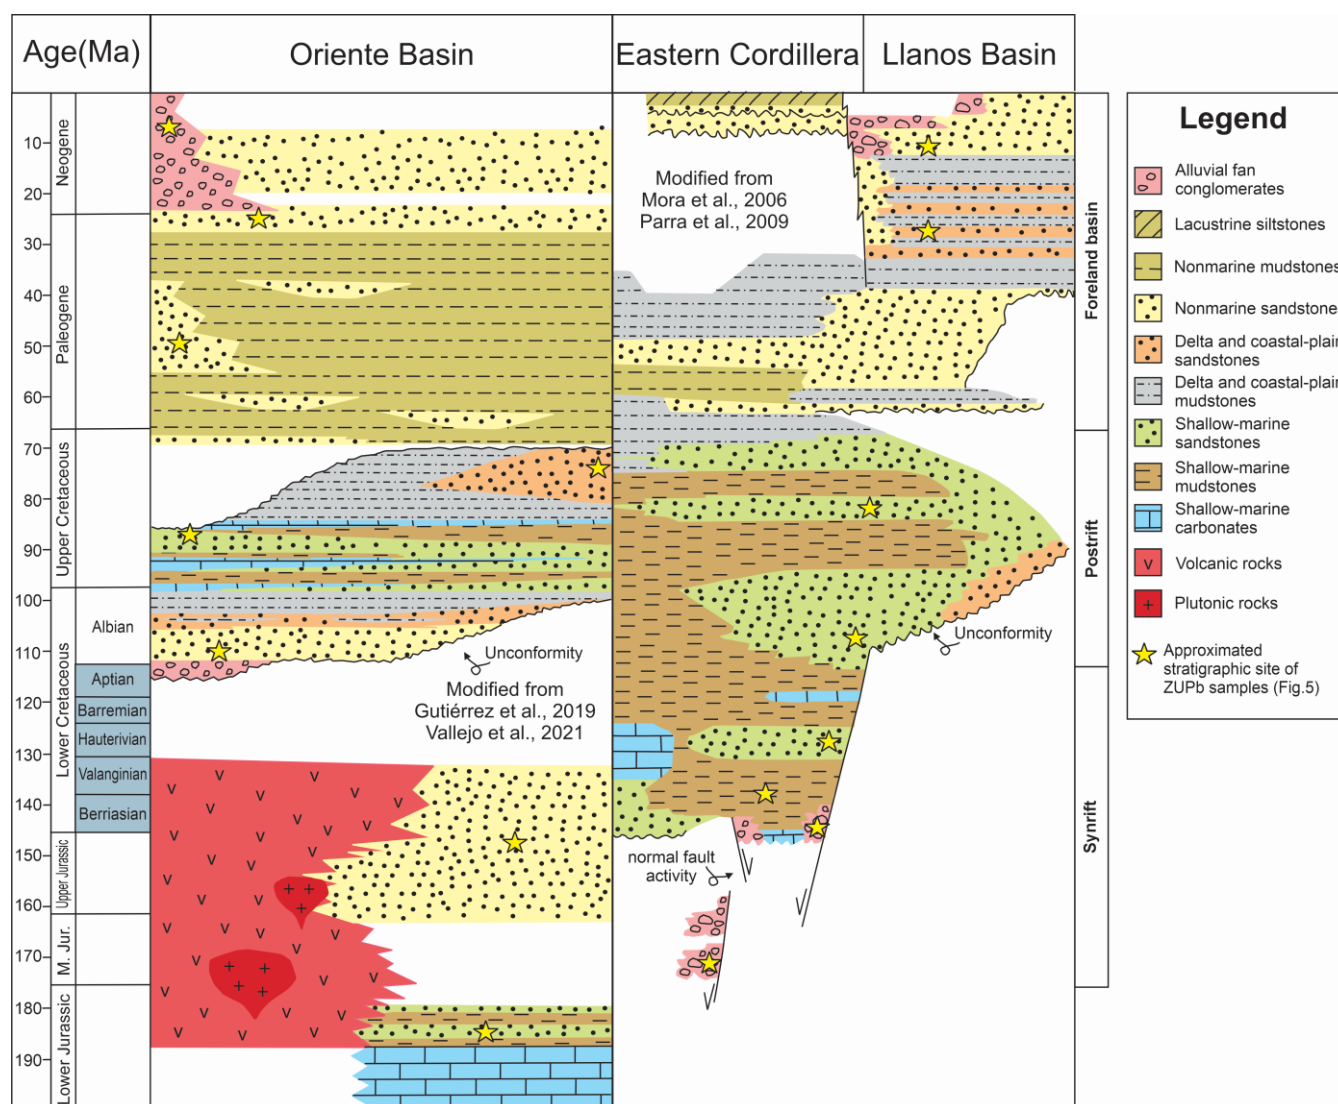 Age(Ma)
Oriente Basin
Eastern Cordillera
Llanos Basin
Neogene
Paleogene
Upper Cretaceous
Lower Cretaceous
Upper Jurassic
M. Jur.
Lower Jurassic
10
20
30
40
50
60
70
80
90
100
110
120
130
140
150
160
170
180
190
Albian
Aptian
Barremian
Hauterivian
Valanginian
Berriasian
Unconformity
Modified from
Gutiérrez et al., 2019
Vallejo et al., 2021
Modified from
Mora et al., 2006
Parra et al., 2009
Unconformity
normal fault
activity
Foreland basin
Postrift
Synrift
Legend
Alluvial fan
conglomerates
Lacustrine siltstones
Nonmarine mudstones
Nonmarine sandstone
Delta and coastal-plain
sandstones
Delta and coastal-plain
mudstones
Shallow-marine
sandstones
Shallow-marine
mudstones
Shallow-marine
carbonates
Volcanic rocks
Plutonic rocks
Approximated
stratigraphic site of
ZUPb samples (Fig.5)